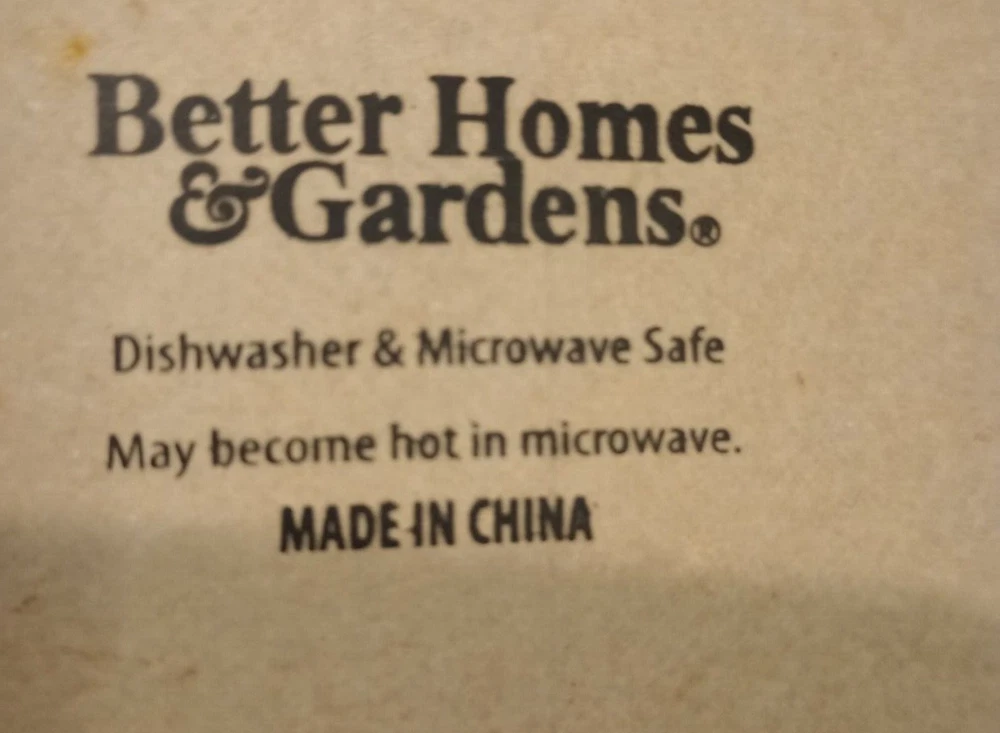 Better Homes
&Gardens®
Dishwasher & Microwave Safe
May become hot in microwave.
MADE IN CHINA